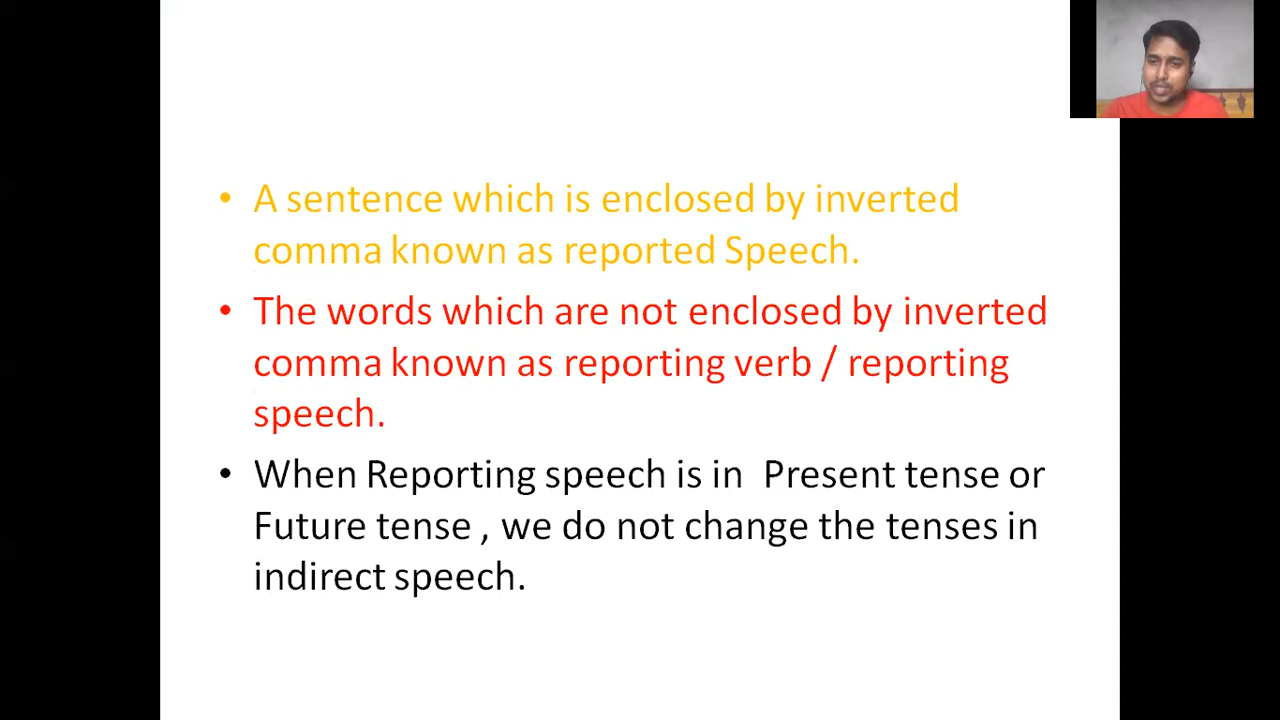 • A sentence which is enclosed by inverted
comma known as reported Speech.
• The words which are not enclosed by inverted
comma known as reporting verb / reporting
speech.
• When Reporting speech is in  Present tense or
Future tense , we do not change the tenses in
indirect speech.